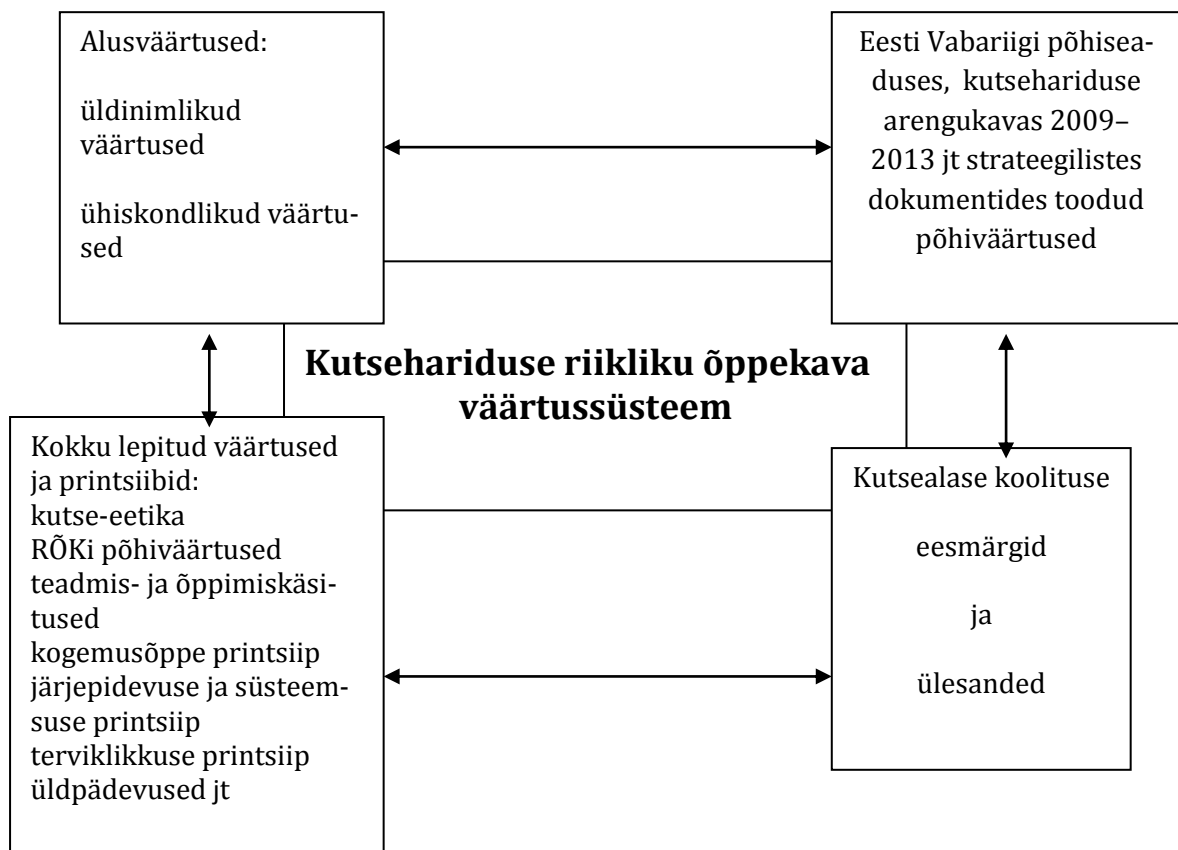 Alusväärtused:
üldinimlikud
väärtused
ühiskondlikud väärtu-
sed
Eesti Vabariigi põhisea-
duses, kutsehariduse
arengukavas 2009–
2013 jt strateegilistes
dokumentides toodud
põhiväärtused
Kutsehariduse riikliku õppekava
väärtussüsteem
Kokku lepitud väärtused
ja printsiibid:
kutse-eetika
RÕKi põhiväärtused
teadmis- ja õppimiskäsi-
tused
kogemusõppe printsiip
järjepidevuse ja süsteem-
suse printsiip
terviklikkuse printsiip
üldpädevused jt
Kutsealase koolituse
eesmärgid
ja
ülesanded